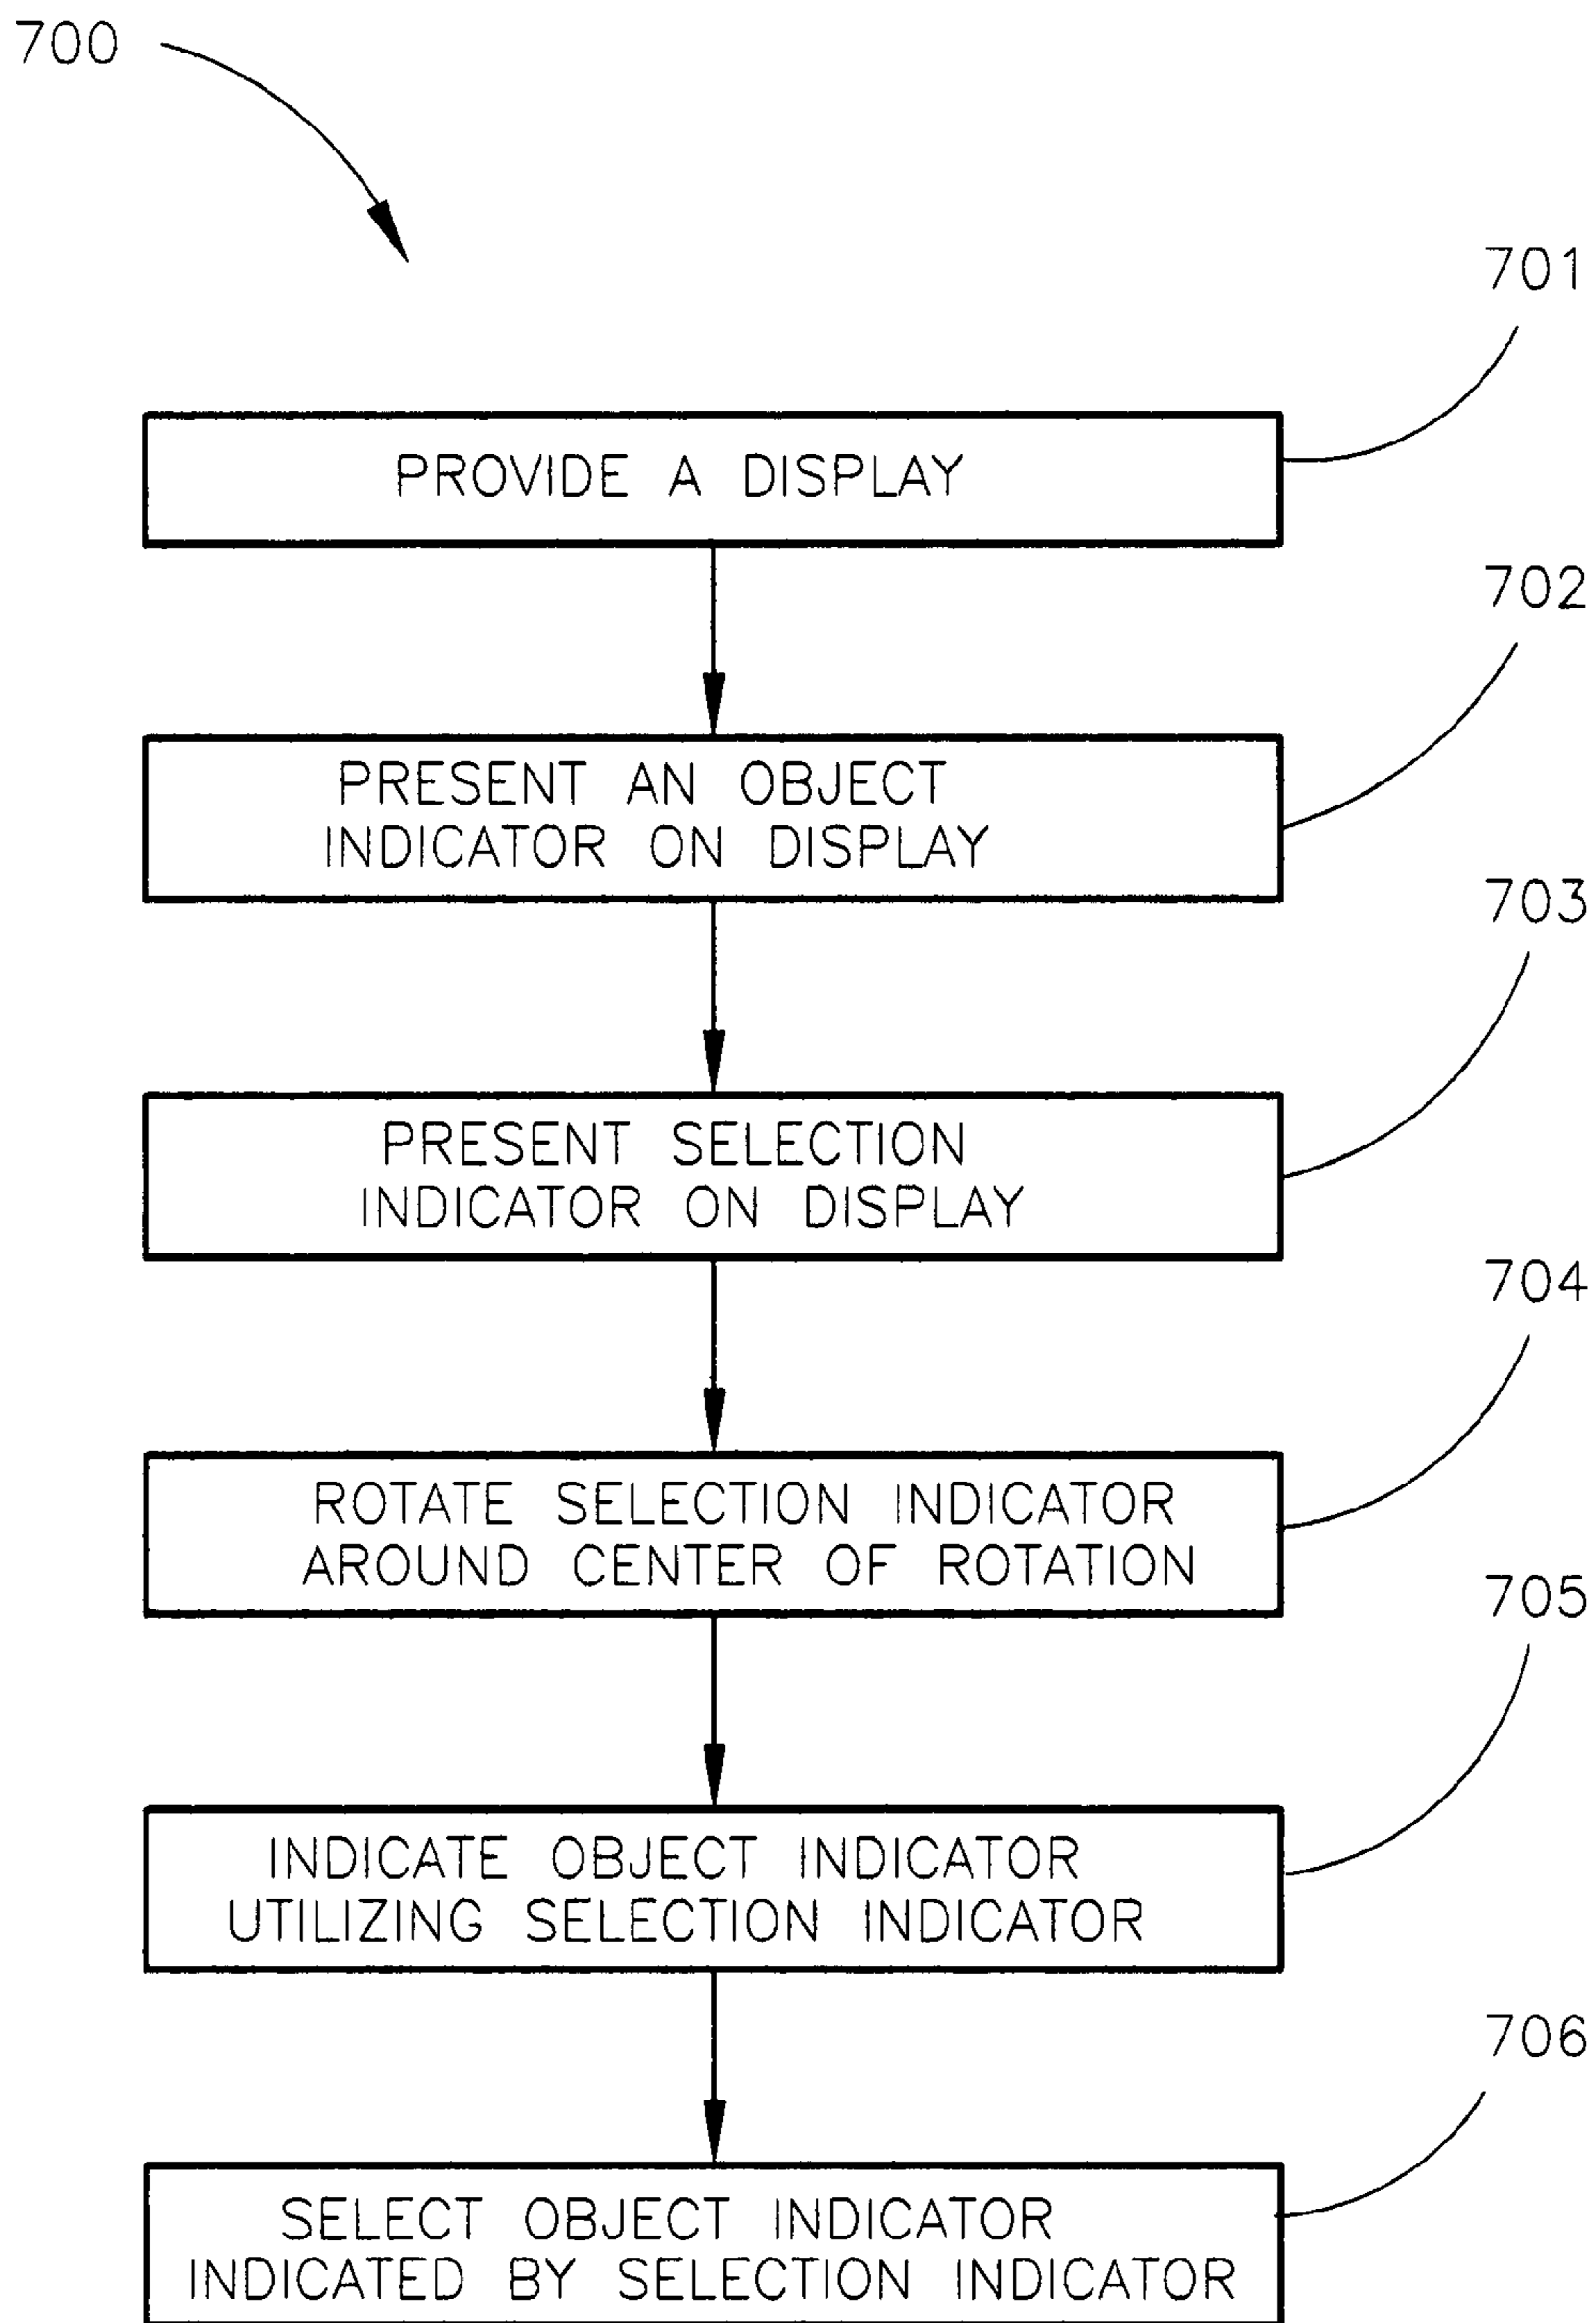 700
701
PROVIDE A DISPLAY
702
PRESENT AN OBJECT
INDICATOR ON DISPLAY
703
PRESENT SELECTION
INDICATOR ON DISPLAY
704
ROTATE SELECTION INDICATOR
AROUND CENTER OF ROTATION
705
INDICATE OBJECT INDICATOR
UTILIZING SELECTION INDICATOR
706
SELECT OBJECT INDICATOR
INDICATED BY SELECTION INDICATOR